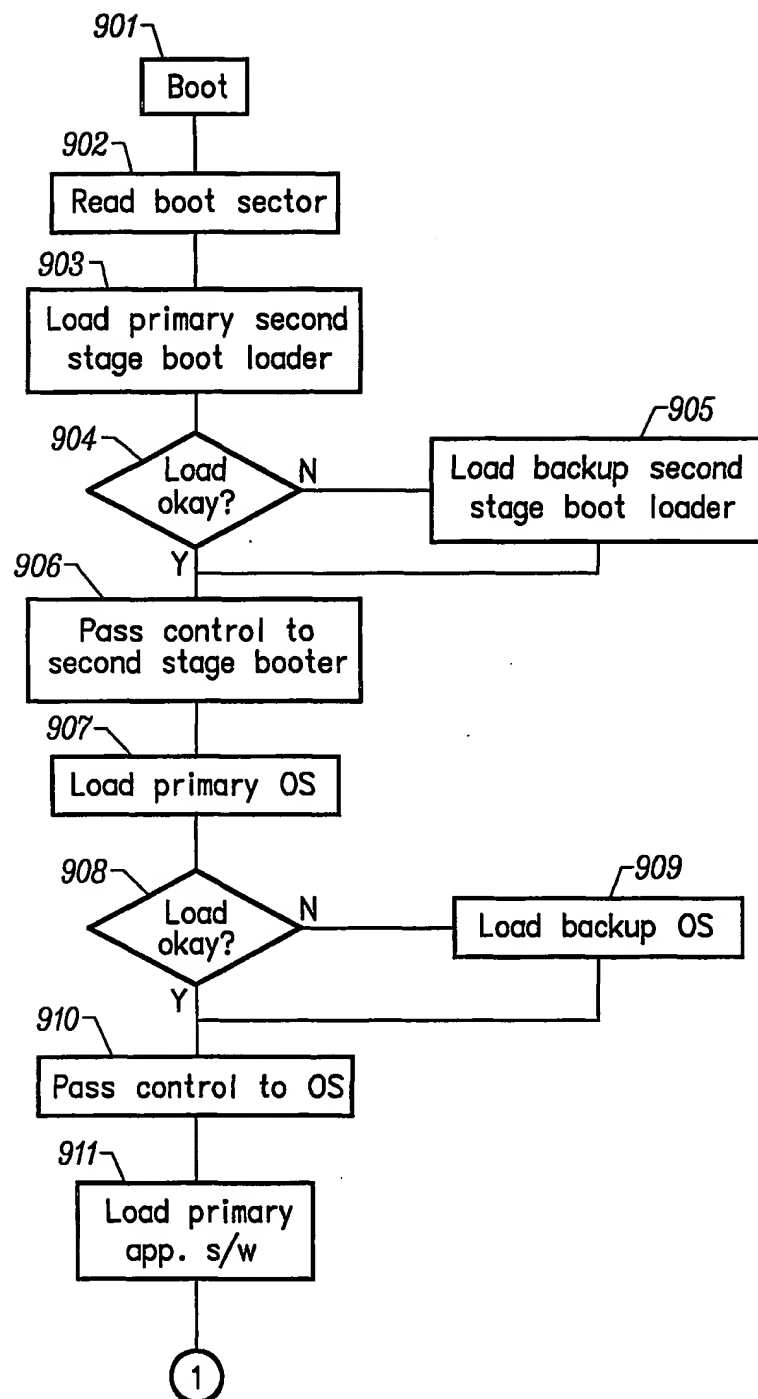 901
Boot
902
Read boot sector
903
Load primary second
stage boot loader
904
Load
okay?
N
Y
905
Load backup second
stage boot loader
906
Pass control to
second stage booter
907
Load primary OS
908
Load
okay?
N
Y
909
Load backup OS
910
Pass control to OS
911
Load primary
app. s/w
1